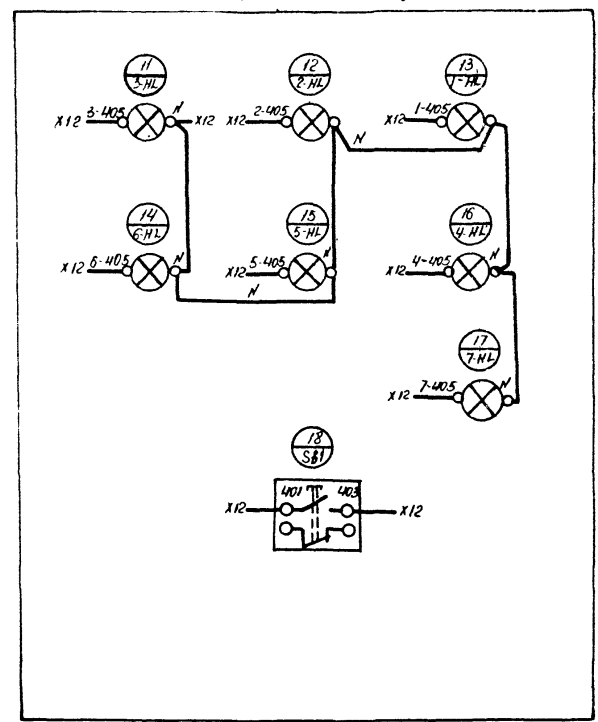 11
3-HL
12
2-HL
13
1-HL
X12 3-405 N X12
X12 2-405
N
X12 1-405
14
6-HL
15
5-HL
16
4-HL
X12 6-405 N
N
X12 5-405 N
X12 4-405 N
17
7-HL
X12 7-405 N
18
SB1
401 403
X12 X12